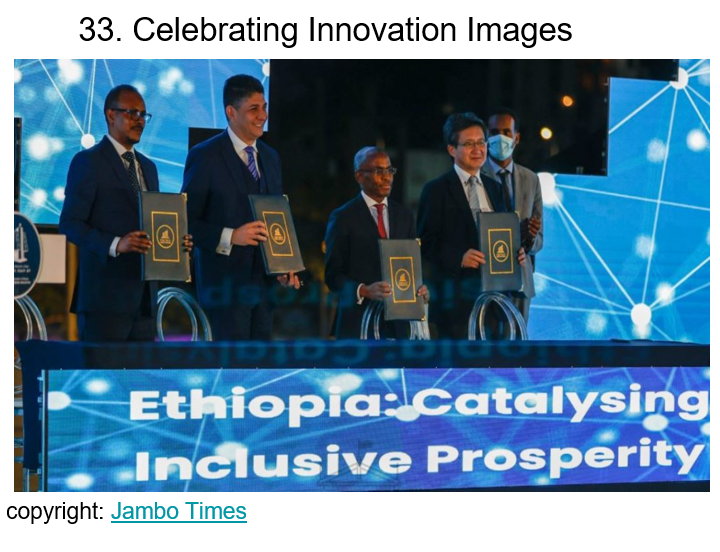 33. Celebrating Innovation Images
Ethiopia: Catalysing
Inclusive Prosperity
copyright: Jambo Times